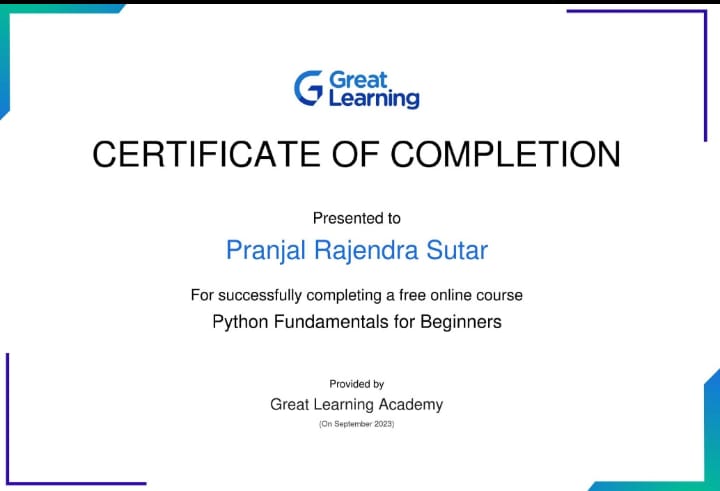 Great
Learning
CERTIFICATE OF COMPLETION
Presented to
Pranjal Rajendra Sutar
For successfully completing a free online course
Python Fundamentals for Beginners
Provided by
Great Learning Academy
(On September 2023)